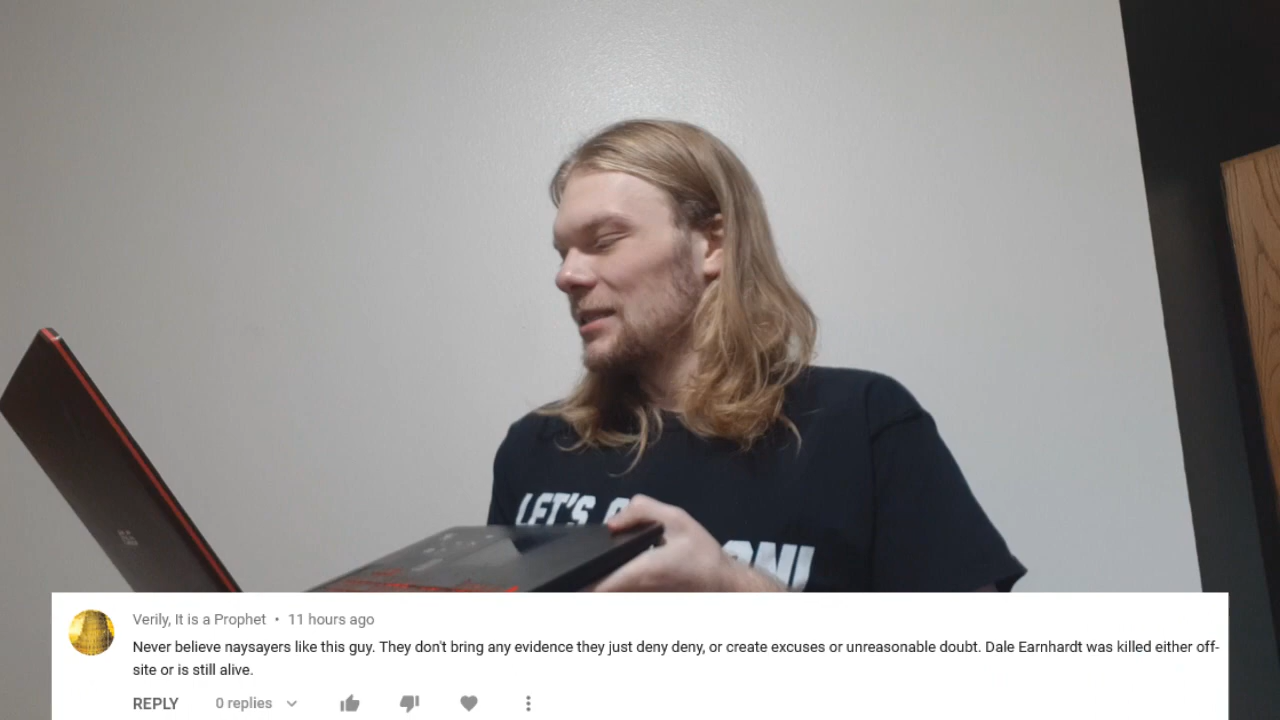 LET'S
Verily, It is a Prophet • 11 hours ago
Never believe naysayers like this guy. They don't bring any evidence they just deny deny, or create excuses or unreasonable doubt. Dale Earnhardt was killed either off-
site or is still alive.
REPLY 0 replies